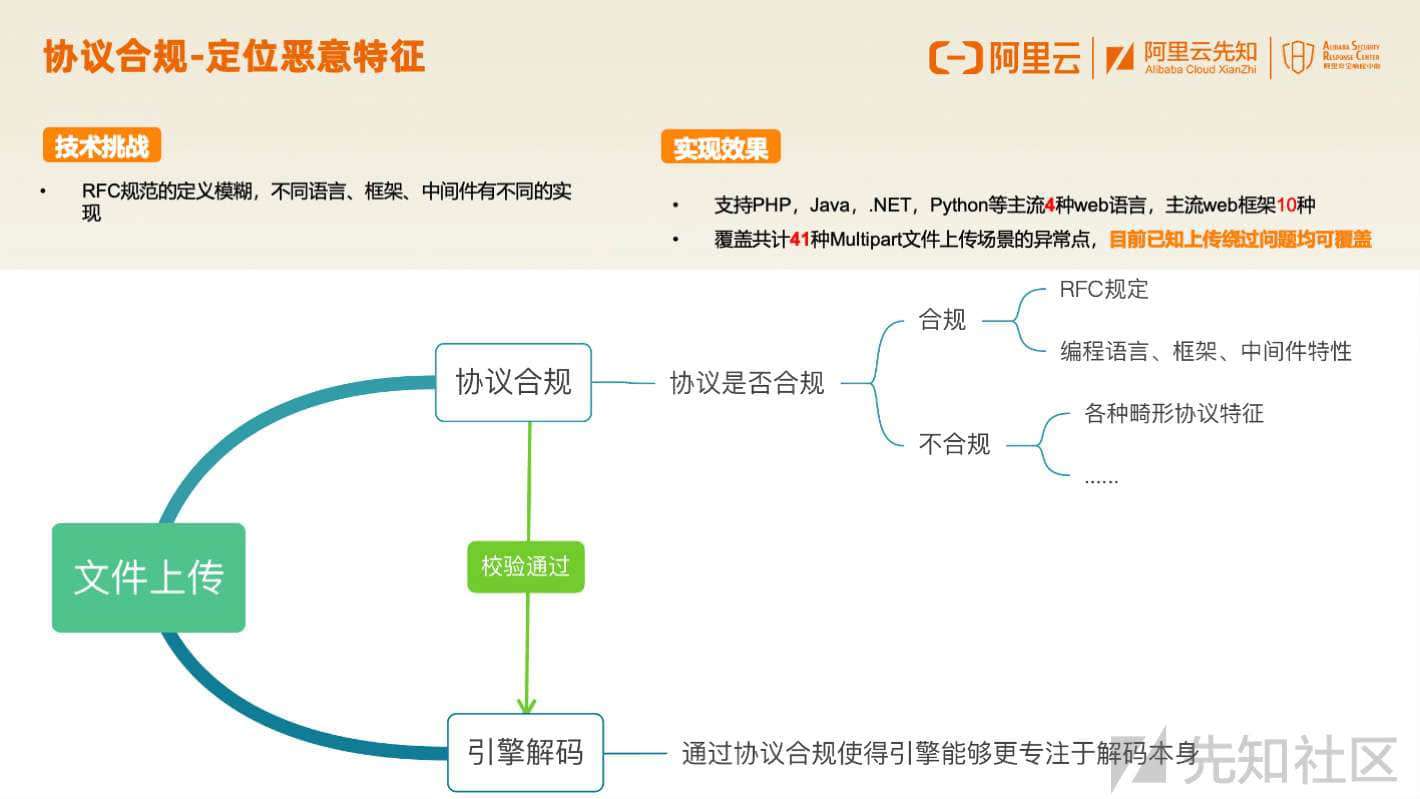 协议合规-定位恶意特征
阿里云
阿里云先知
Alibaba Cloud XianZhi
ALIBABA SECURITY
RESPONSE CENTER
阿里安全响应中心
技术挑战
• RFC规范的定义模糊，不同语言、框架、中间件有不同的实
现
实现效果
• 支持PHP，Java，.NET，Python等主流4种web语言，主流web框架10种
• 覆盖共计41种Multipart文件上传场景的异常点，目前已知上传绕过问题均可覆盖
RFC规定
合规
编程语言、框架、中间件特性
协议合规
协议是否合规
各种畸形协议特征
不合规
......
校验通过
文件上传
引擎解码
通过协议合规使得引擎能够更专注于解码本身
先知社区